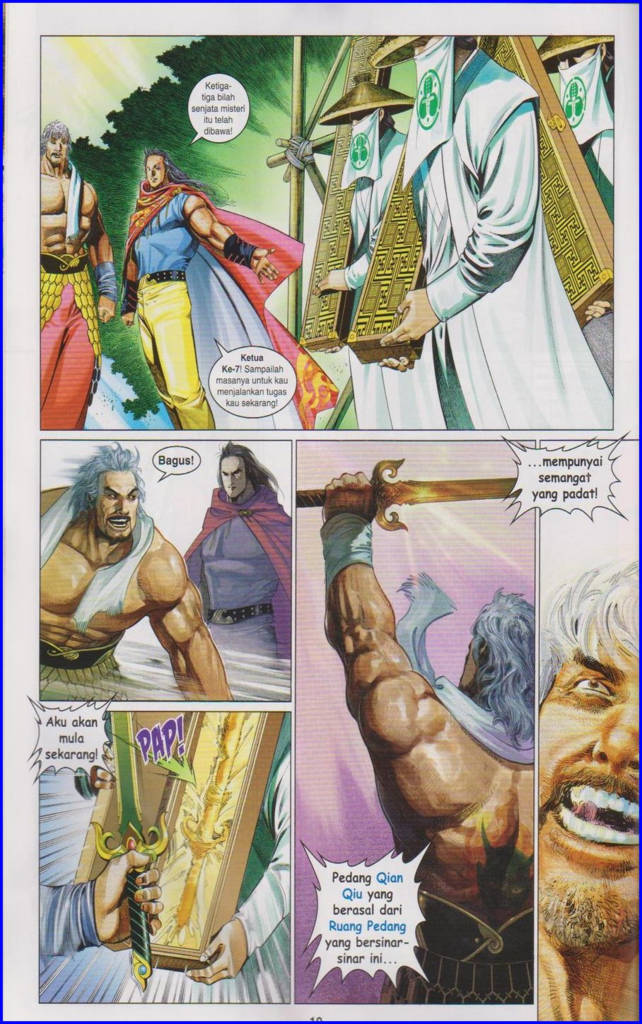 Ketiga-
tiga bilah
senjata misteri
itu telah
dibawa!
Ketua
Ke-7! Sampailah
masanya untuk kau
menjalankan tugas
kau sekarang!
Bagus!
Aku akan
mula
sekarang!
PAP!
Pedang Qian
Qiu yang
berasal dari
Ruang Pedang
yang bersinar-
sinar ini...
...mempunyai
semangat
yang padat!